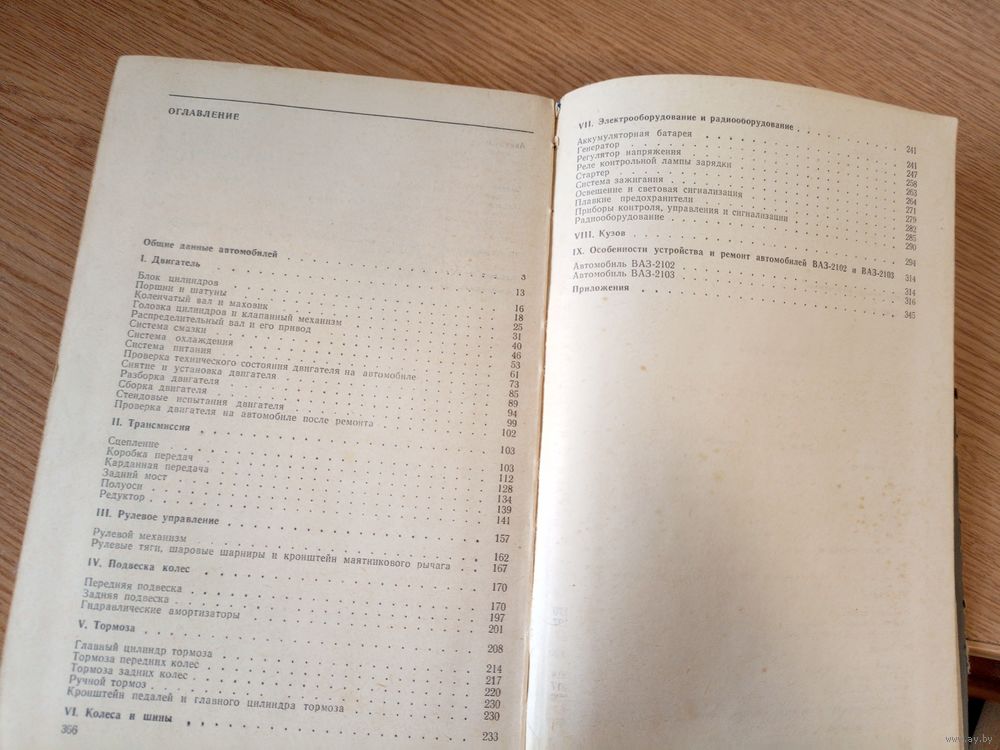 ОГЛАВЛЕНИЕ
Общие данные автомобилей 3
I. Двигатель 13
Блок цилиндров 16
Поршни и шатуны 18
Коленчатый вал и маховик 25
Головка цилиндров и клапанный механизм 31
Распределительный вал и его привод 40
Система смазки 46
Система охлаждения 53
Система питания 61
Проверка технического состояния двигателя на автомобиле 73
Снятие и установка двигателя 85
Разборка двигателя 89
Сборка двигателя 94
Стендовые испытания двигателя 99
Проверка двигателя на автомобиле после ремонта 102
II. Трансмиссия 103
Сцепление 103
Коробка передач 112
Карданная передача 128
Задний мост 134
Полуоси 139
Редуктор 141
III. Рулевое управление 157
Рулевой механизм 162
Рулевые тяги, шаровые шарниры и кронштейн маятникового рычага 167
IV. Подвеска колес 170
Передняя подвеска 170
Задняя подвеска 197
Гидравлические амортизаторы 201
V. Тормоза 208
Главный цилиндр тормоза 214
Тормоза передних колес 217
Тормоза задних колес 220
Ручной тормоз 230
Кронштейн педалей и главного цилиндра тормоза 230
VI. Колеса и шины 233
366
VII. Электрооборудование и радиооборудование 241
Аккумуляторная батарея 241
Генератор 247
Регулятор напряжения 258
Реле контрольной лампы зарядки 263
Стартер 264
Система зажигания 271
Освещение и световая сигнализация 279
Плавкие предохранители 282
Приборы контроля, управления и сигнализации 285
Радиооборудование 290
VIII. Кузов 294
IX. Особенности устройства и ремонт автомобилей ВАЗ-2102 и ВАЗ-2103 314
Автомобиль ВАЗ-2102 314
Автомобиль ВАЗ-2103 316
Приложения 345
www.ay.by